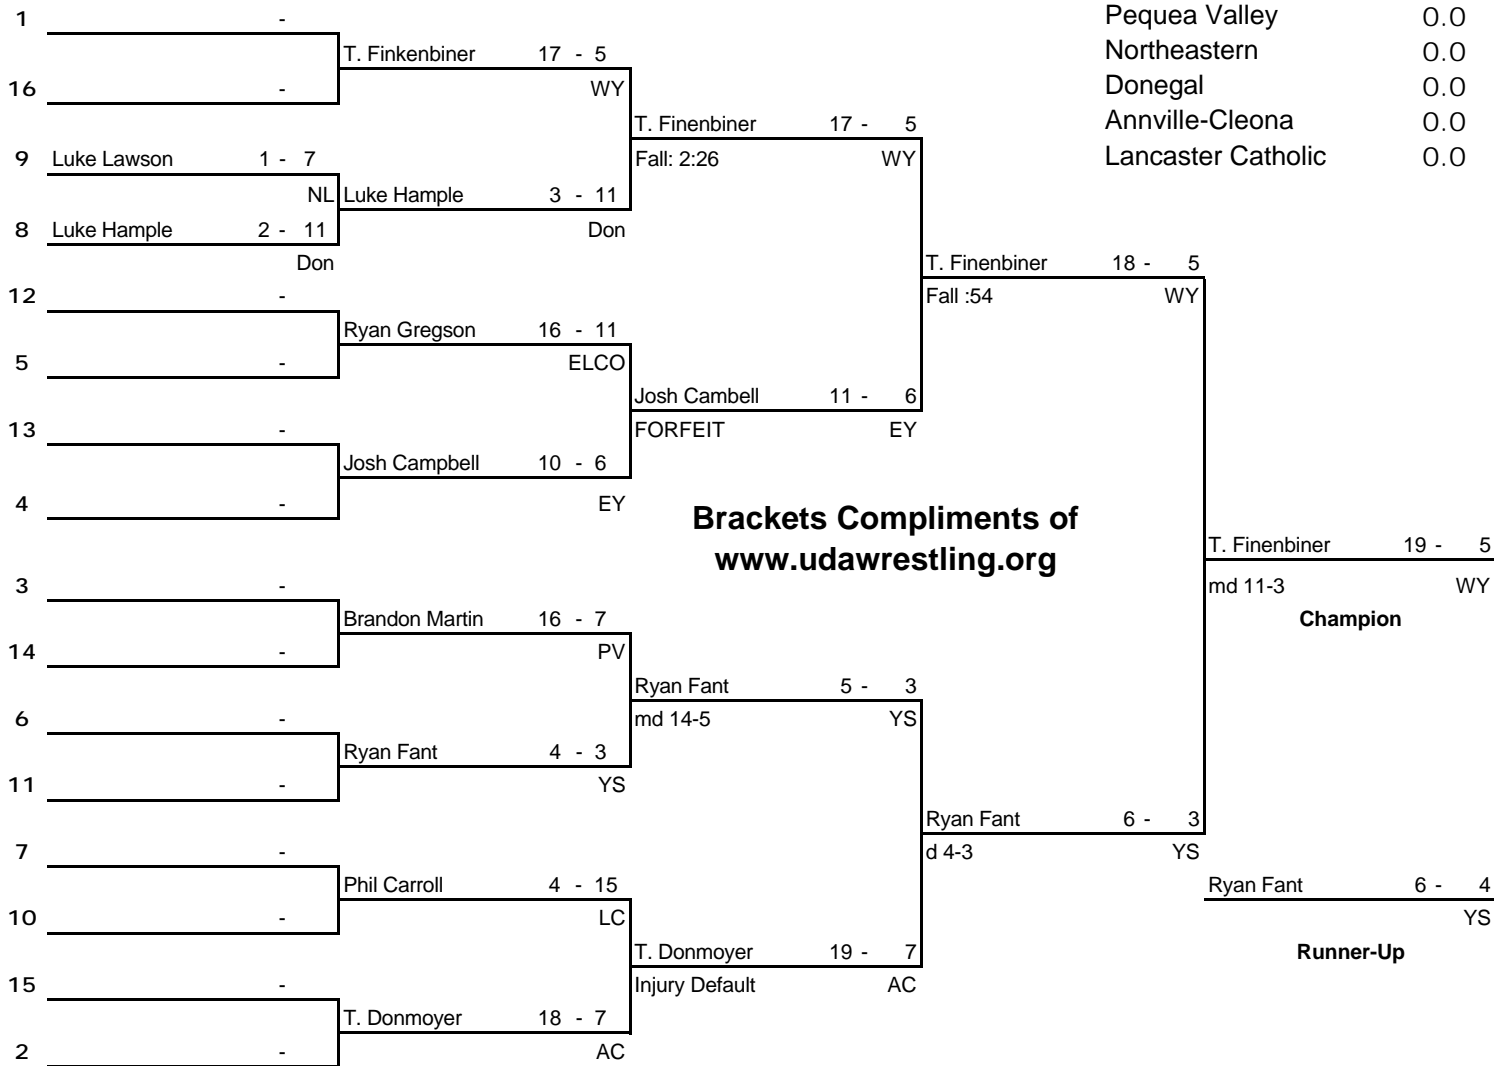 1 -
Pequea Valley 0.0
T. Finkenbiner 17 - 5
Northeastern 0.0
16 - WY
Donegal 0.0
T. Finenbiner 17 - 5
Annville-Cleona 0.0
9 Luke Lawson 1 - 7
Fall: 2:26 WY
Lancaster Catholic 0.0
NL Luke Hample 3 - 11
8 Luke Hample 2 - 11
Don
Don
T. Finenbiner 18 - 5
12 -
Fall :54 WY
Ryan Gregson 16 - 11
5 -
ELCO
Josh Cambell 11 - 6
13 -
FORFEIT EY
Josh Campbell 10 - 6
4 -
EY
Brackets Compliments of
www.udawrestling.org
T. Finenbiner 19 - 5
3 -
md 11-3 WY
Brandon Martin 16 - 7
Champion
14 -
PV
Ryan Fant 5 - 3
6 -
md 14-5 YS
Ryan Fant 4 - 3
11 -
YS
Ryan Fant 6 - 3
7 -
d 4-3 YS
Phil Carroll 4 - 15
Ryan Fant 6 - 4
10 -
LC
YS
T. Donmoyer 19 - 7
Runner-Up
15 -
Injury Default AC
T. Donmoyer 18 - 7
2 -
AC